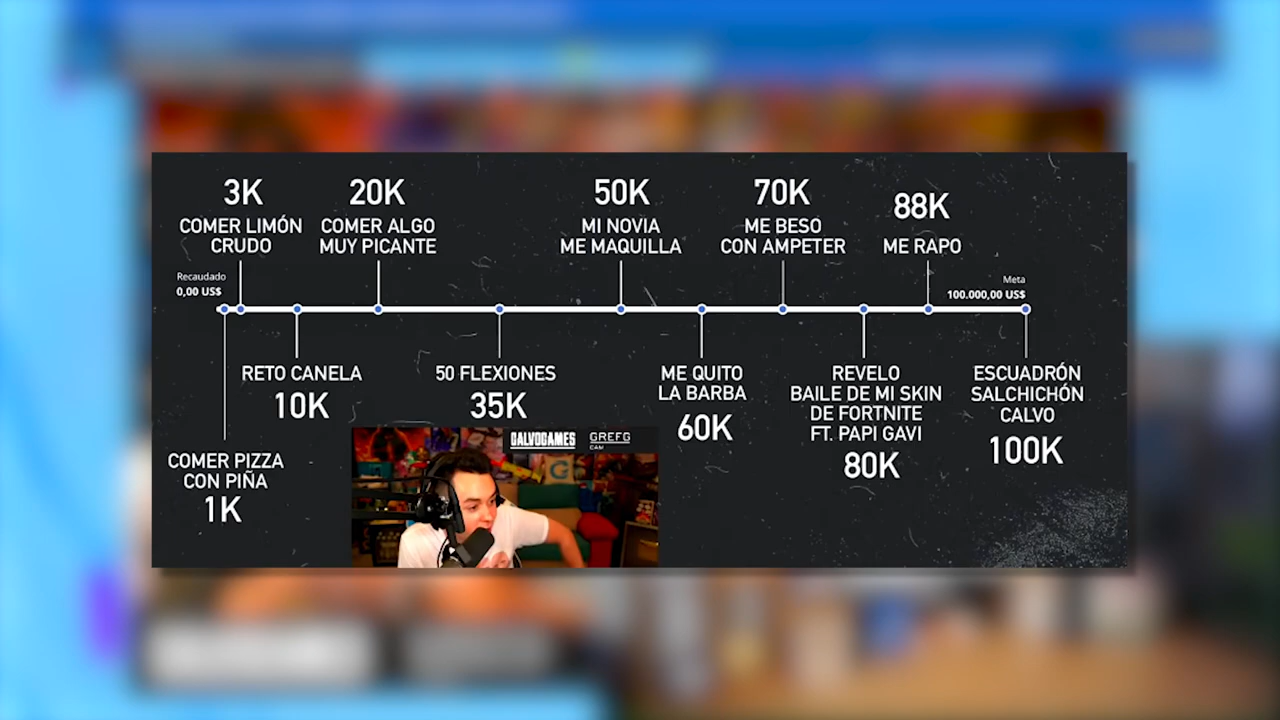 3K
COMER LIMÓN
CRUDO
20K
COMER ALGO
MUY PICANTE
50K
MI NOVIA
ME MAQUILLA
70K
ME BESO
CON AMPETER
88K
ME RAPO
Recaudado
0,00 US$
Meta
100.000,00 US$
COMER PIZZA
CON PIÑA
1K
RETO CANELA
10K
50 FLEXIONES
35K
ME QUITO
LA BARBA
60K
REVELO
BAILE DE MI SKIN
DE FORTNITE
FT. PAPI GAVI
80K
ESCUADRÓN
SALCHICHÓN
CALVO
100K
CALVOGAMES
GREFG
G